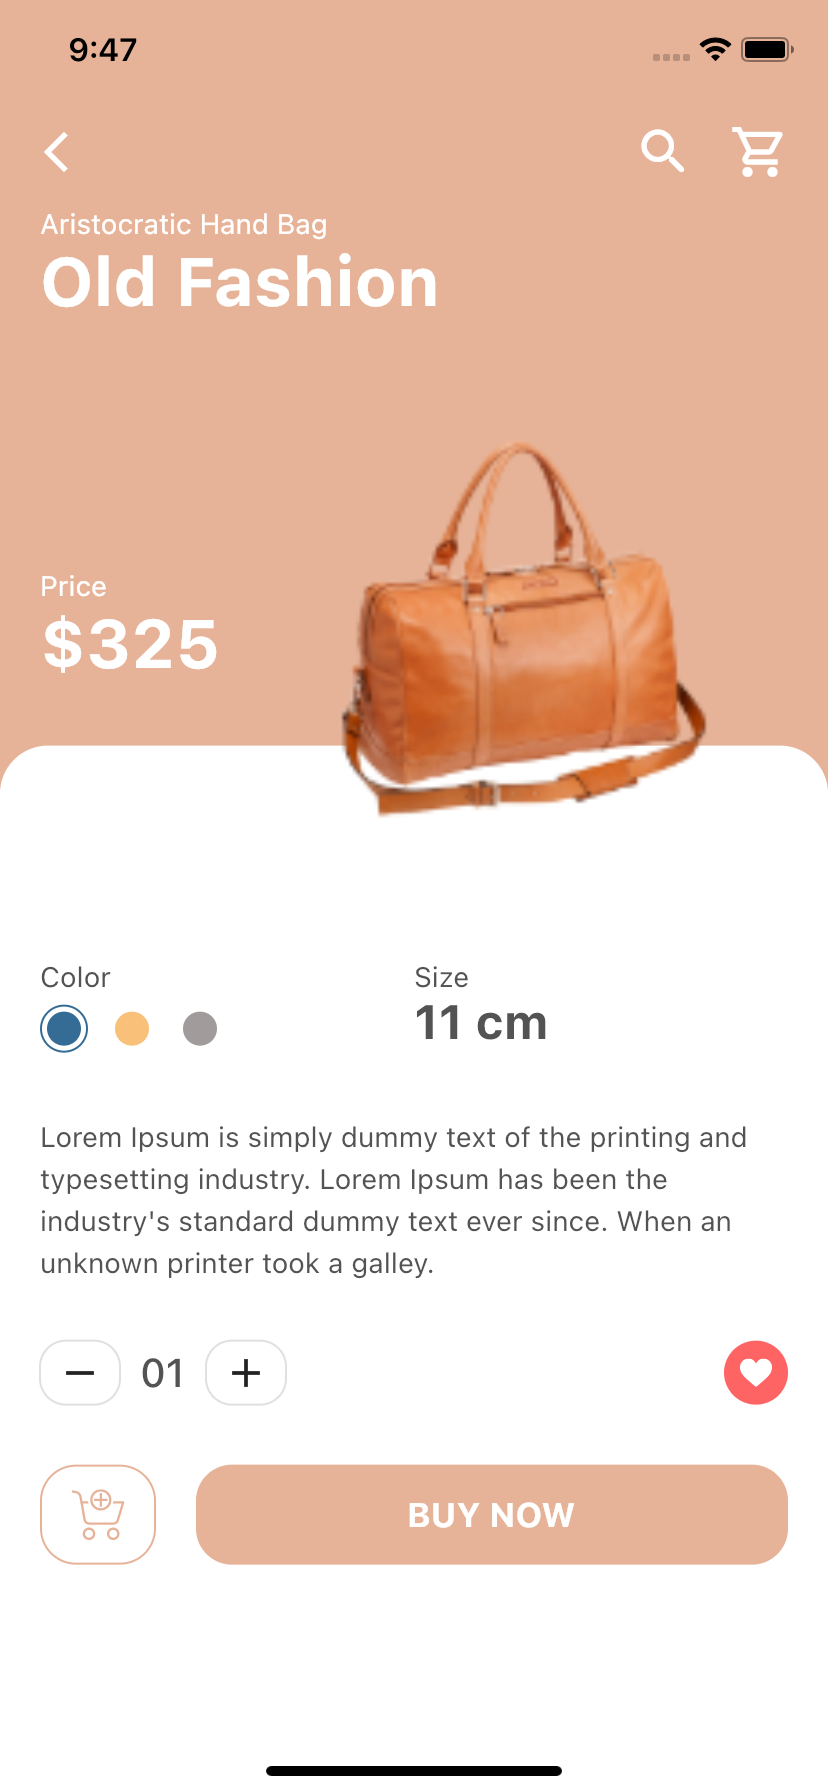 9:47
Aristocratic Hand Bag
Old Fashion
Price
$325
Color
Size
11 cm
Lorem Ipsum is simply dummy text of the printing and
typesetting industry. Lorem Ipsum has been the
industry's standard dummy text ever since. When an
unknown printer took a galley.
01
BUY NOW